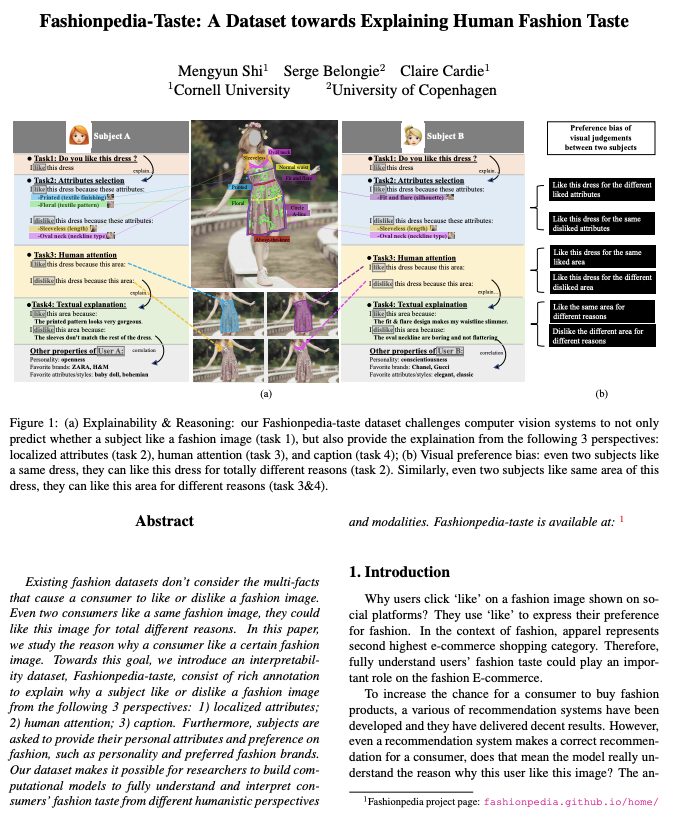 Fashionpedia-Taste: A Dataset towards Explaining Human Fashion Taste
Mengyun Shi1 Serge Belongie2 Claire Cardie1
1Cornell University 2University of Copenhagen
Subject A
● Task1: Do you like this dress ?
I like this dress
explain...
● Task2: Attributes selection
I like this dress because these attributes:
-Printed (textile finishing)
-Floral (textile pattern)
I dislike this dress because these attributes:
-Sleeveless (length)
-Oval neck (neckline type)
● Task3: Human attention
I like this dress because this area:
I dislike this dress because this area:
explain...
● Task4: Textual explanation:
I like this area because:
The printed pattern looks very gorgeous.
I dislike this area because:
The sleeves don't match the rest of the dress.
Other properties of User A:
correlation
Personality: openness
Favorite brands: ZARA, H&M
Favorite attributes/styles: baby doll, bohemian
Oval neck
Sleeveless
Normal waist
Fit and flare
Printed
Floral
Circle
Above the knee
Subject B
● Task1: Do you like this dress ?
I like this dress
explain...
● Task2: Attributes selection
I like this dress because these attributes:
-Fit and flare (silhouette)
I dislike this dress because these attributes:
-Sleeveless (length)
-Oval neck (neckline type)
● Task3: Human attention
I like this dress because this area:
I dislike this dress because this area:
explain...
● Task4: Textual explaination
I like this area because:
The fit & flare design makes my waistline slimmer.
I dislike this area because:
The oval neckline are boring and not flattering
Other properties of User B:
correlation
Personality: conscientiousness
Favorite brands: Chanel, Gucci
Favorite attributes/styles: elegant, classic
Preference bias of
visual judgements
between two subjects
Like this dress for the different
liked attributes
Like this dress for the same
disliked attributes
Like this dress for the same
liked area
Like this dress for the different
disliked area
Like the same area for
different reasons
Dislike the different area for
different reasons
(a)
(b)
Figure 1: (a) Explainability & Reasoning: our Fashionpedia-taste dataset challenges computer vision systems to not only
predict whether a subject like a fashion image (task 1), but also provide the explaination from the following 3 perspectives:
localized attributes (task 2), human attention (task 3), and caption (task 4); (b) Visual preference bias: even two subjects like
a same dress, they can like this dress for totally different reasons (task 2). Similarly, even two subjects like same area of this
dress, they can like this area for different reasons (task 3&4).
Abstract
Existing fashion datasets don't consider the multi-facts
that cause a consumer to like or dislike a fashion image.
Even two consumers like a same fashion image, they could
like this image for total different reasons. In this paper,
we study the reason why a consumer like a certain fashion
image. Towards this goal, we introduce an interpretabil-
ity dataset, Fashionpedia-taste, consist of rich annotation
to explain why a subject like or dislike a fashion image
from the following 3 perspectives: 1) localized attributes;
2) human attention; 3) caption. Furthermore, subjects are
asked to provide their personal attributes and preference on
fashion, such as personality and preferred fashion brands.
Our dataset makes it possible for researchers to build com-
putational models to fully understand and interpret con-
sumers' fashion taste from different humanistic perspectives
and modalities. Fashionpedia-taste is available at: 1
1. Introduction
Why users click 'like' on a fashion image shown on so-
cial platforms? They use 'like' to express their preference
for fashion. In the context of fashion, apparel represents
second highest e-commerce shopping category. Therefore,
fully understand users' fashion taste could play an impor-
tant role on the fashion E-commerce.
To increase the chance for a consumer to buy fashion
products, a various of recommendation systems have been
developed and they have delivered decent results. However,
even a recommendation system makes a correct recommen-
dation for a consumer, does that mean the model really un-
derstand the reason why this user like this image? The an-
1Fashionpedia project page: fashionpedia.github.io/home/